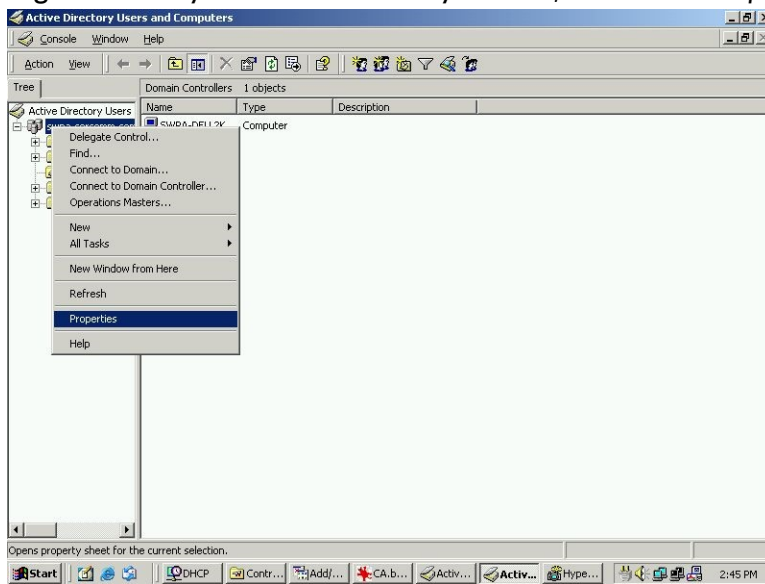 Active Directory Users and Computers
Console Window Help
Action View
Tree Domain Controllers 1 objects
Active Directory Users Name Type Description
SWPA-DELL2K Computer
Delegate Control...
Find...
Connect to Domain...
Connect to Domain Controller...
Operations Masters...
New
All Tasks
New Window from Here
Refresh
Properties
Help
Opens property sheet for the current selection.
Start DHCP Contr... Add/... CA.b... Activ... Activ... Hype... 2:45 PM